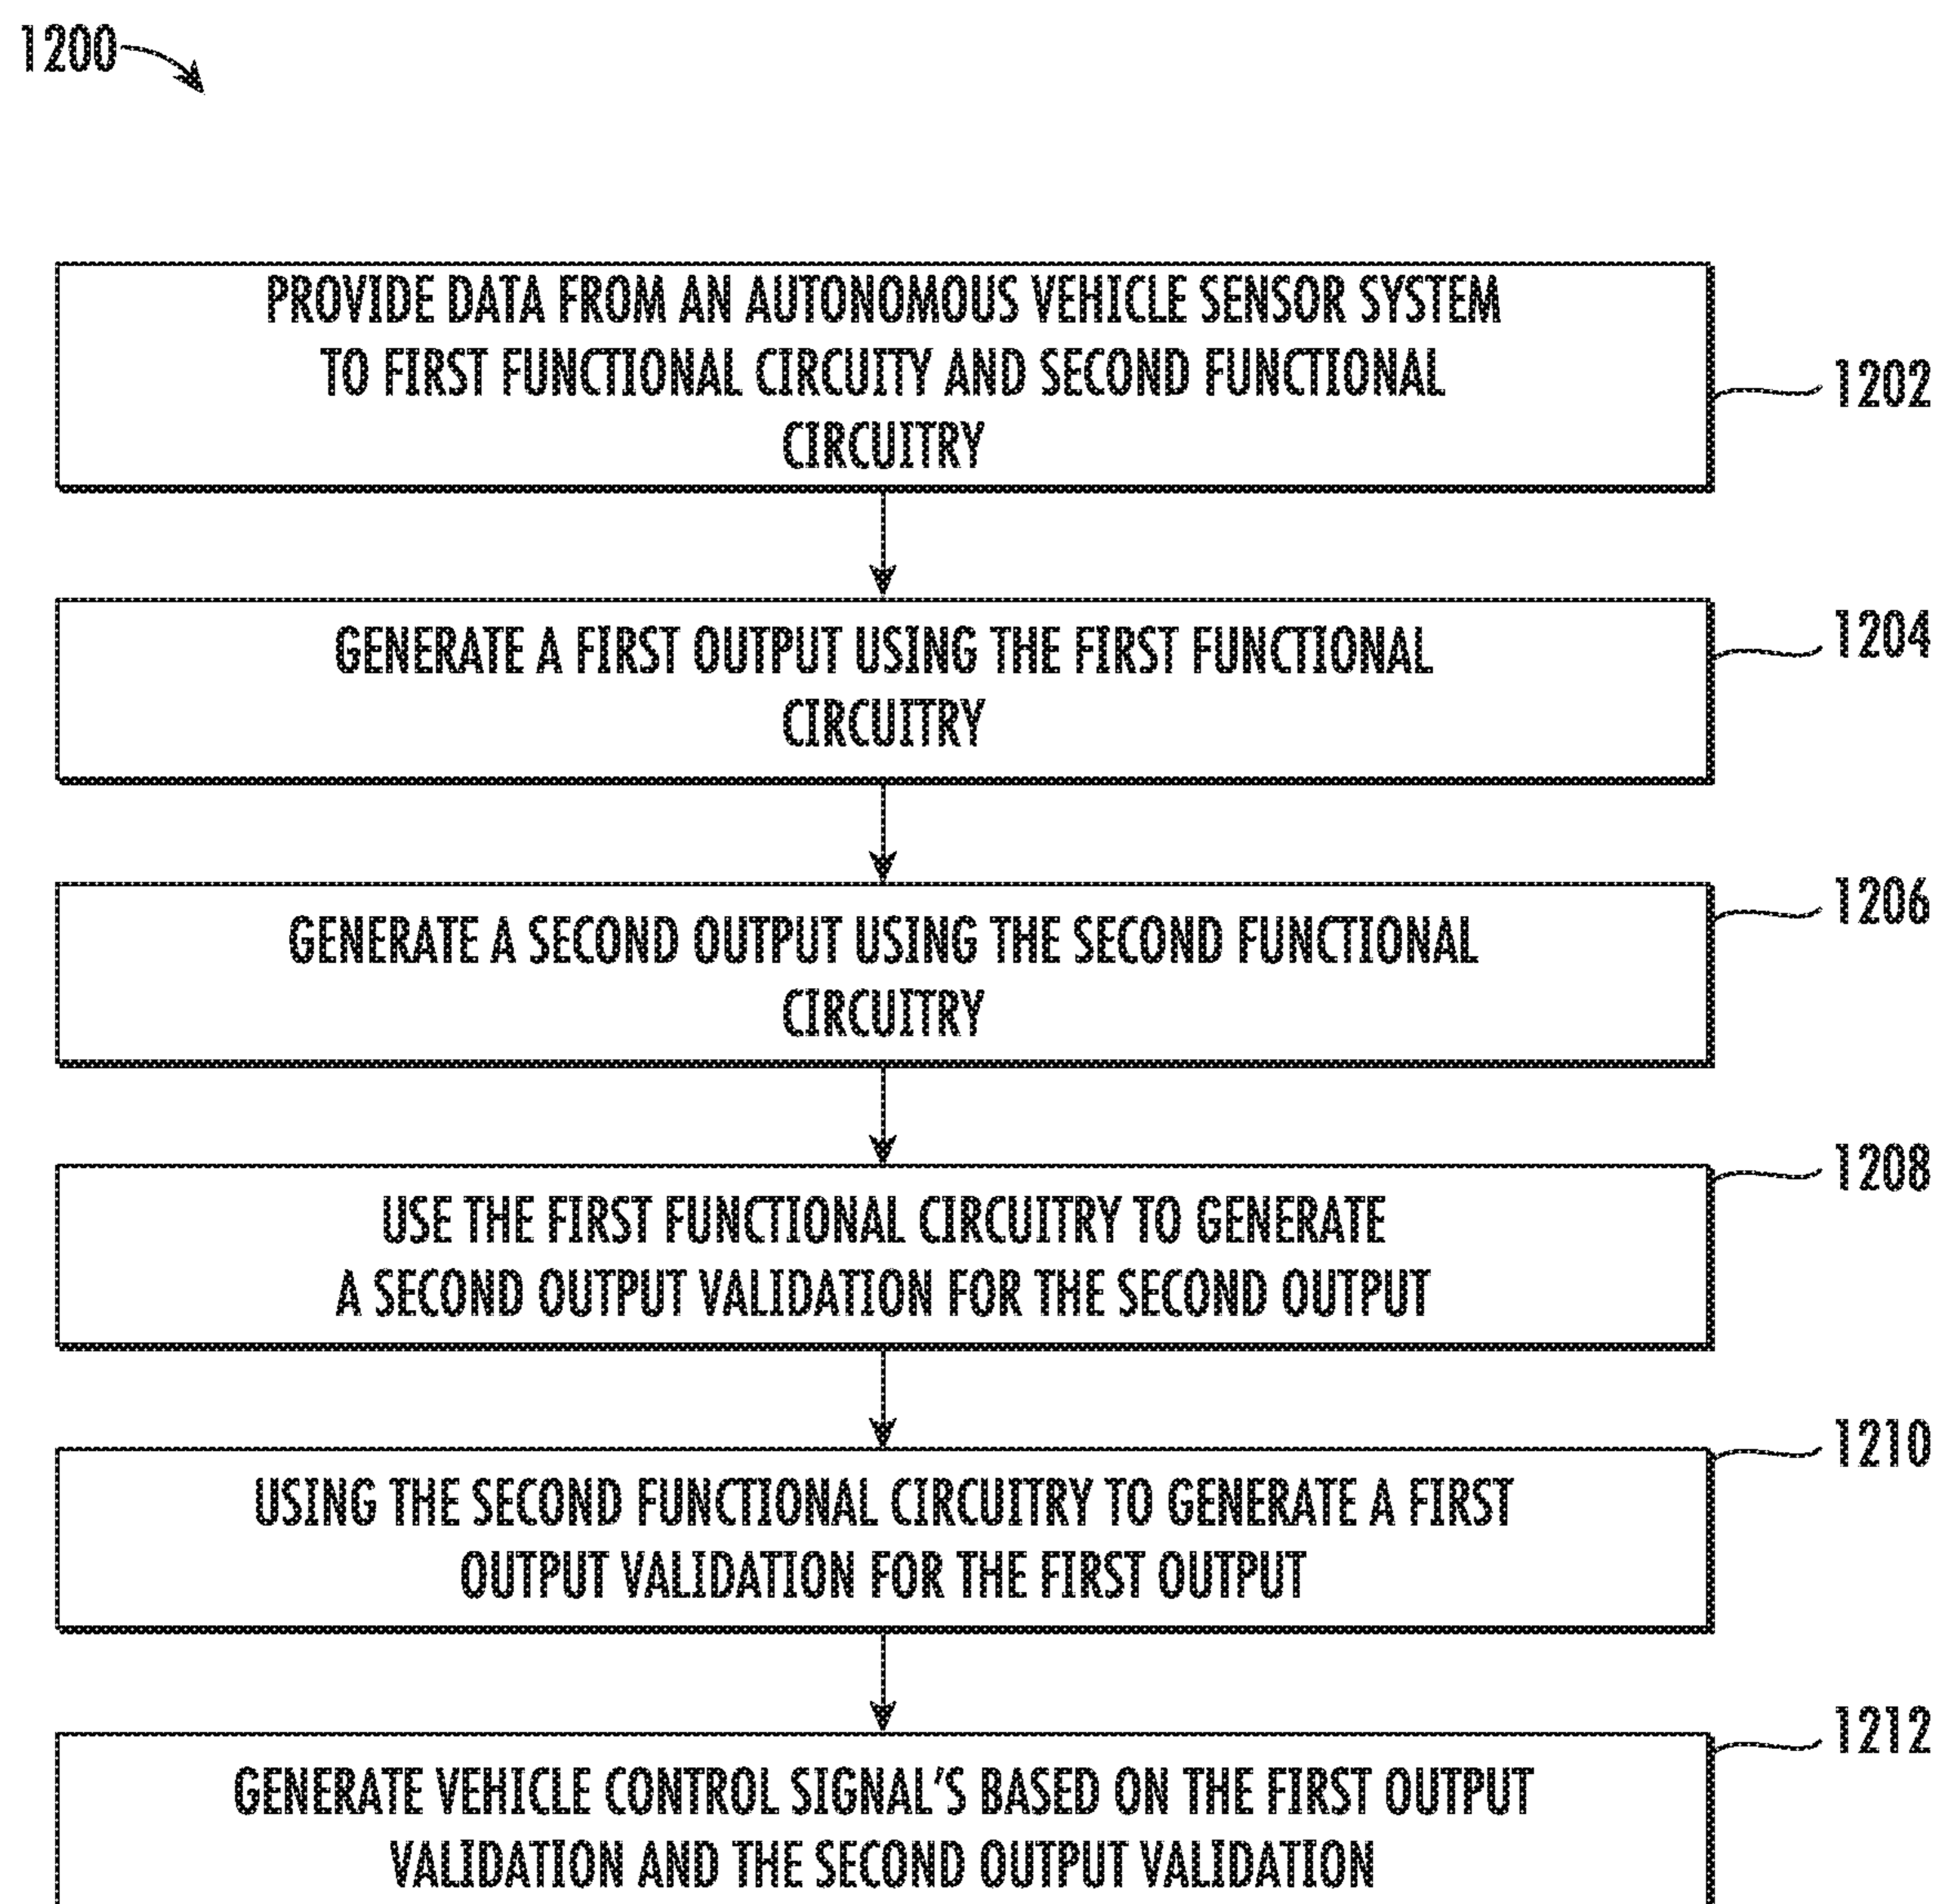 1200
PROVIDE DATA FROM AN AUTONOMOUS VEHICLE SENSOR SYSTEM
TO FIRST FUNCTIONAL CIRCUITY AND SECOND FUNCTIONAL
CIRCUITRY
1202
GENERATE A FIRST OUTPUT USING THE FIRST FUNCTIONAL
CIRCUITRY
1204
GENERATE A SECOND OUTPUT USING THE SECOND FUNCTIONAL
CIRCUITRY
1206
USE THE FIRST FUNCTIONAL CIRCUITRY TO GENERATE
A SECOND OUTPUT VALIDATION FOR THE SECOND OUTPUT
1208
USING THE SECOND FUNCTIONAL CIRCUITRY TO GENERATE A FIRST
OUTPUT VALIDATION FOR THE FIRST OUTPUT
1210
GENERATE VEHICLE CONTROL SIGNAL'S BASED ON THE FIRST OUTPUT
VALIDATION AND THE SECOND OUTPUT VALIDATION
1212